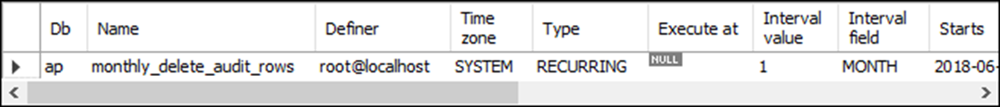 Db Name Definer Time zone Type Execute at Interval value Interval field Starts
ap monthly_delete_audit_rows root@localhost SYSTEM RECURRING NULL 1 MONTH 2018-06-